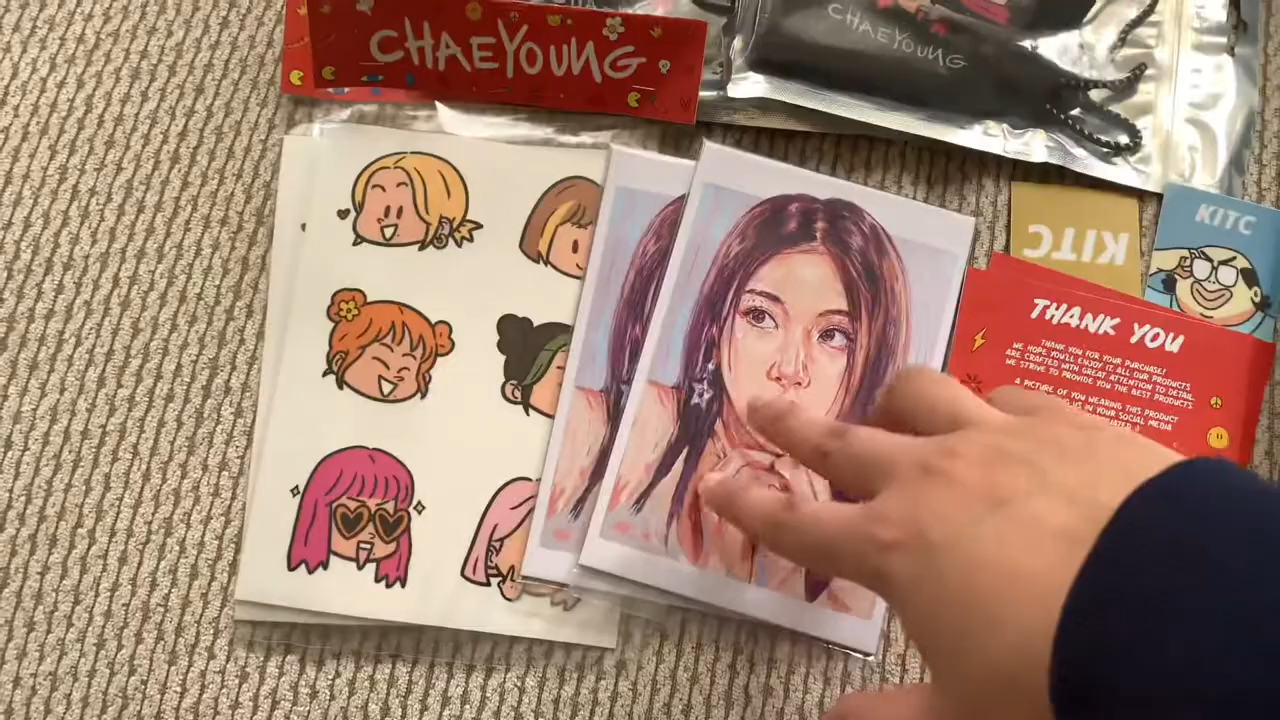 CHAEYOUNG
CHAEYOUNG
KITC
KITC
THANK YOU
THANK YOU FOR YOUR PURCHASE!
WE HOPE YOU'LL ENJOY IT. ALL OUR PRODUCTS
ARE CRAFTED WITH GREAT ATTENTION TO DETAIL.
WE STRIVE TO PROVIDE YOU THE BEST PRODUCTS
A PICTURE OF YOU WEARING THIS PRODUCT
US IN YOUR SOCIAL MEDIA